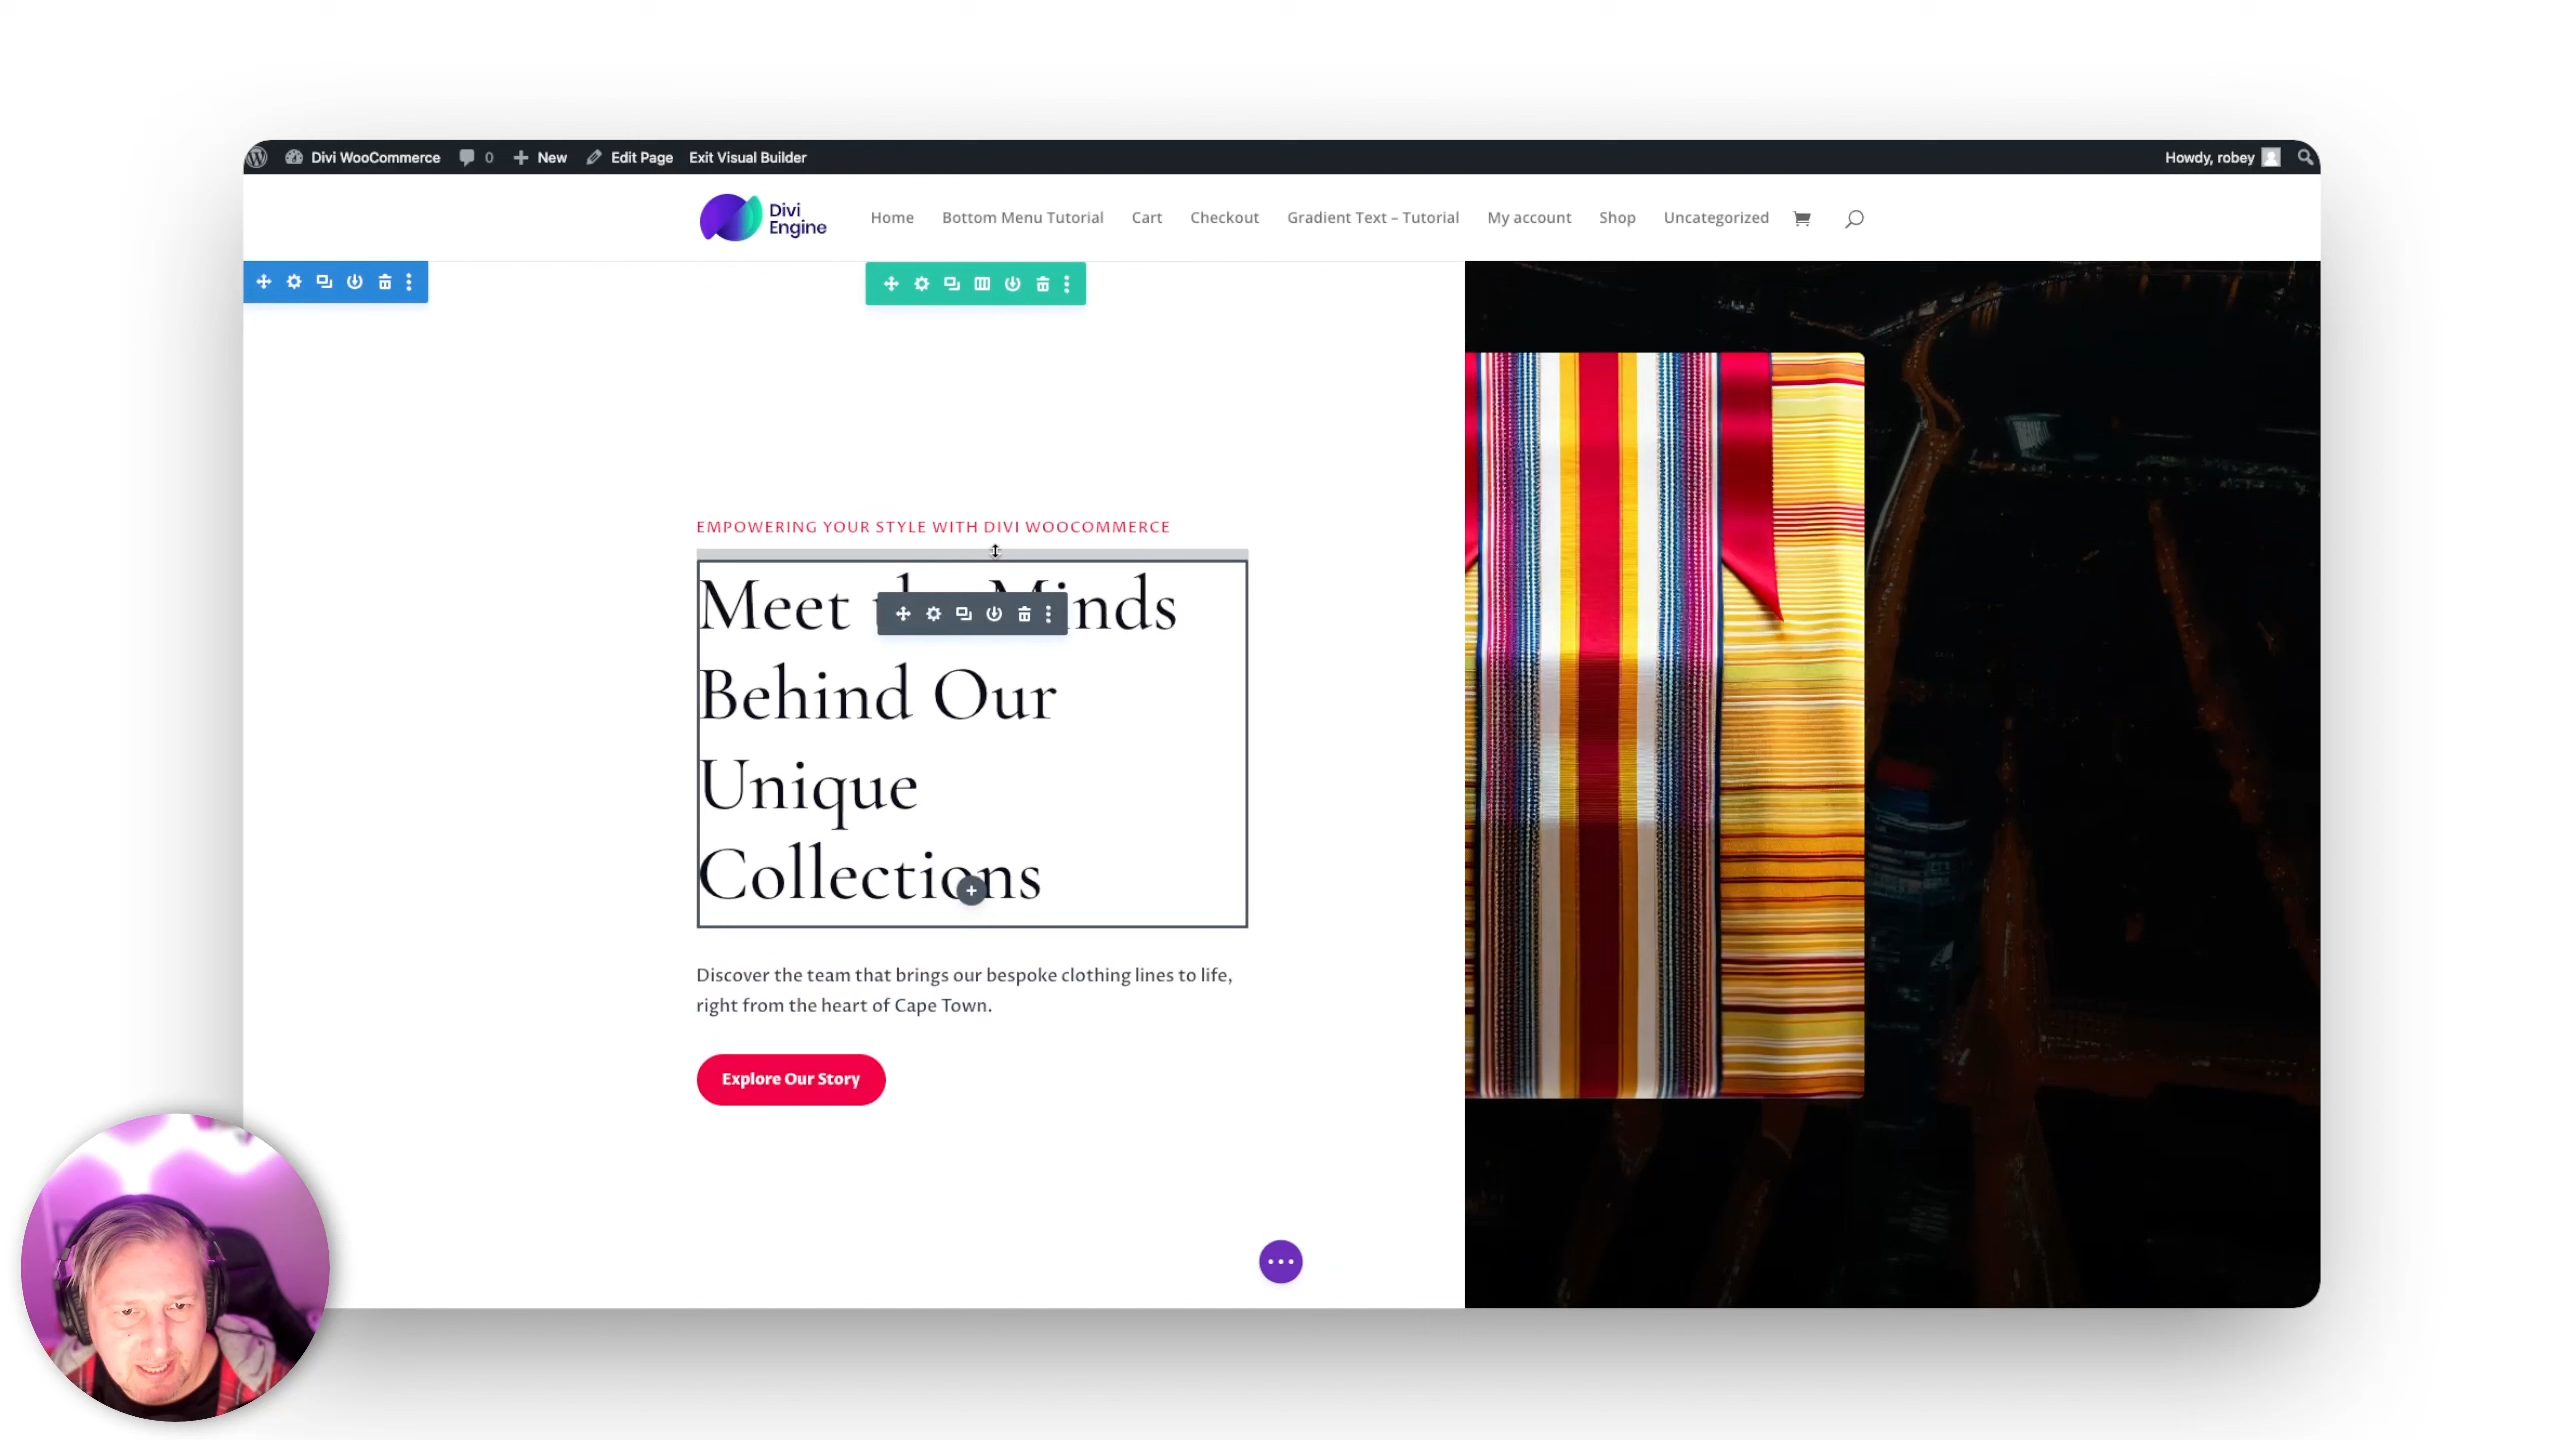 Divi WooCommerce 0 New Edit Page Exit Visual Builder Howdy, robey
Divi
Engine
Home Bottom Menu Tutorial Cart Checkout Gradient Text – Tutorial My account Shop Uncategorized
EMPOWERING YOUR STYLE WITH DIVI WOOCOMMERCE
Meet the Minds
Behind Our
Unique
Collections
Discover the team that brings our bespoke clothing lines to life,
right from the heart of Cape Town.
Explore Our Story